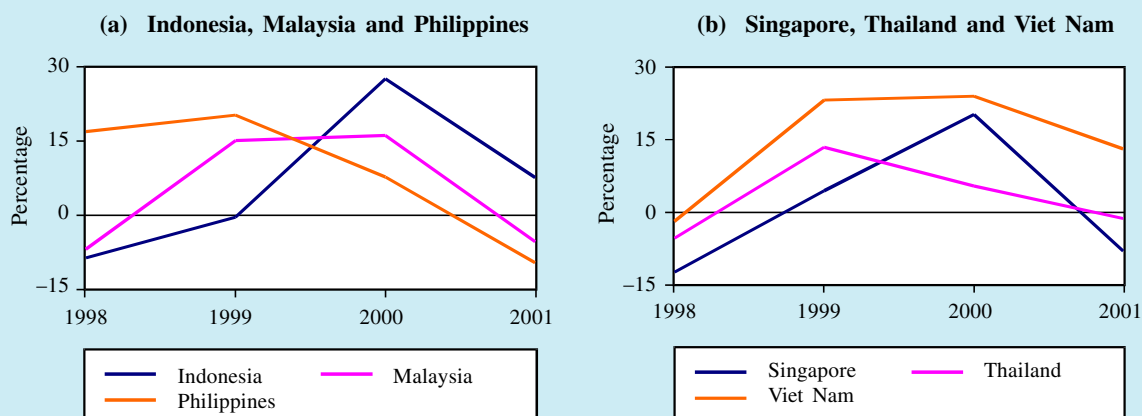 (a) Indonesia, Malaysia and Philippines
Percentage
30
15
0
–15
1998 1999 2000 2001
Indonesia Malaysia
Philippines
(b) Singapore, Thailand and Viet Nam
Percentage
30
15
0
–15
1998 1999 2000 2001
Singapore Thailand
Viet Nam